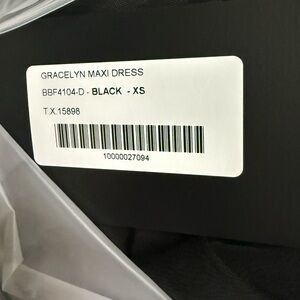 GRACELYN MAXI DRESS
BBF4104-D - BLACK - XS
T.X.15898
10000027094